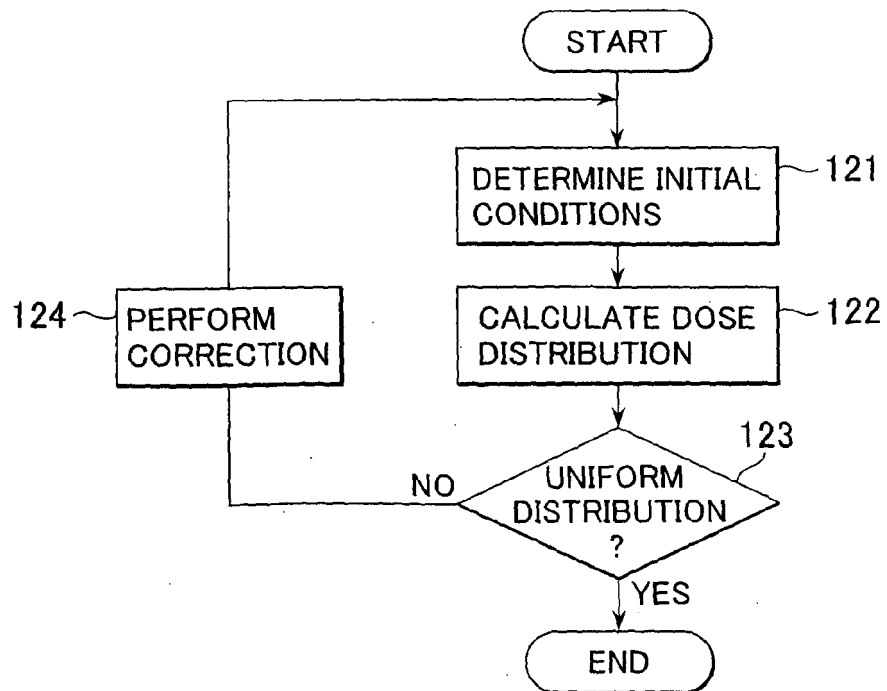 START
DETERMINE INITIAL
CONDITIONS
121
CALCULATE DOSE
DISTRIBUTION
122
124
PERFORM
CORRECTION
123
UNIFORM
DISTRIBUTION
?
NO
YES
END